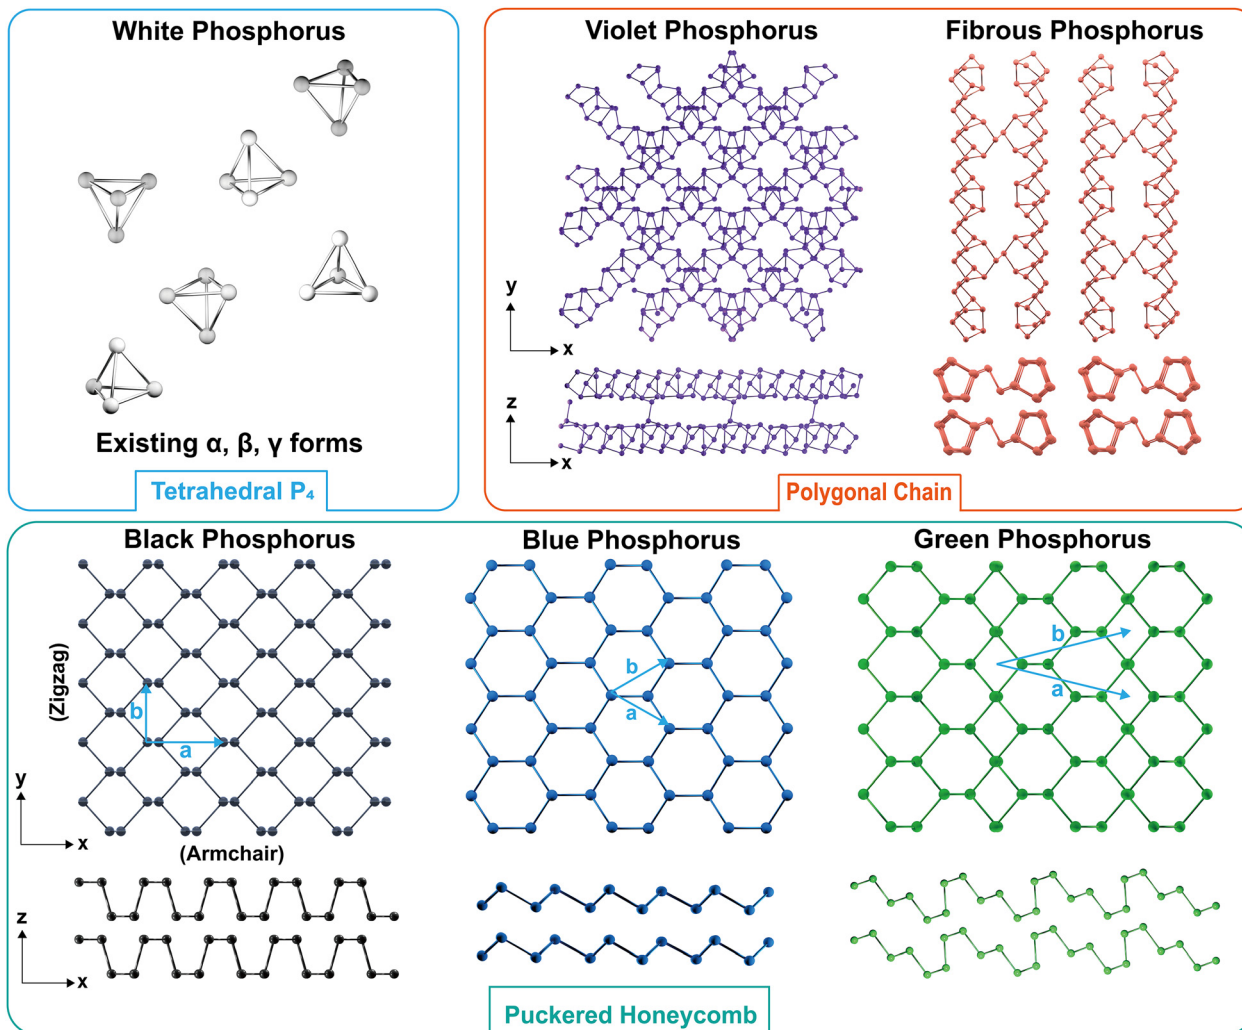 White Phosphorus
Existing α, β, γ forms
Tetrahedral P₄
Violet Phosphorus
Fibrous Phosphorus
y
x
z
x
Polygonal Chain
Black Phosphorus
Blue Phosphorus
Green Phosphorus
(Zigzag)
b
a
b
a
b
a
y
x
(Armchair)
z
x
Puckered Honeycomb